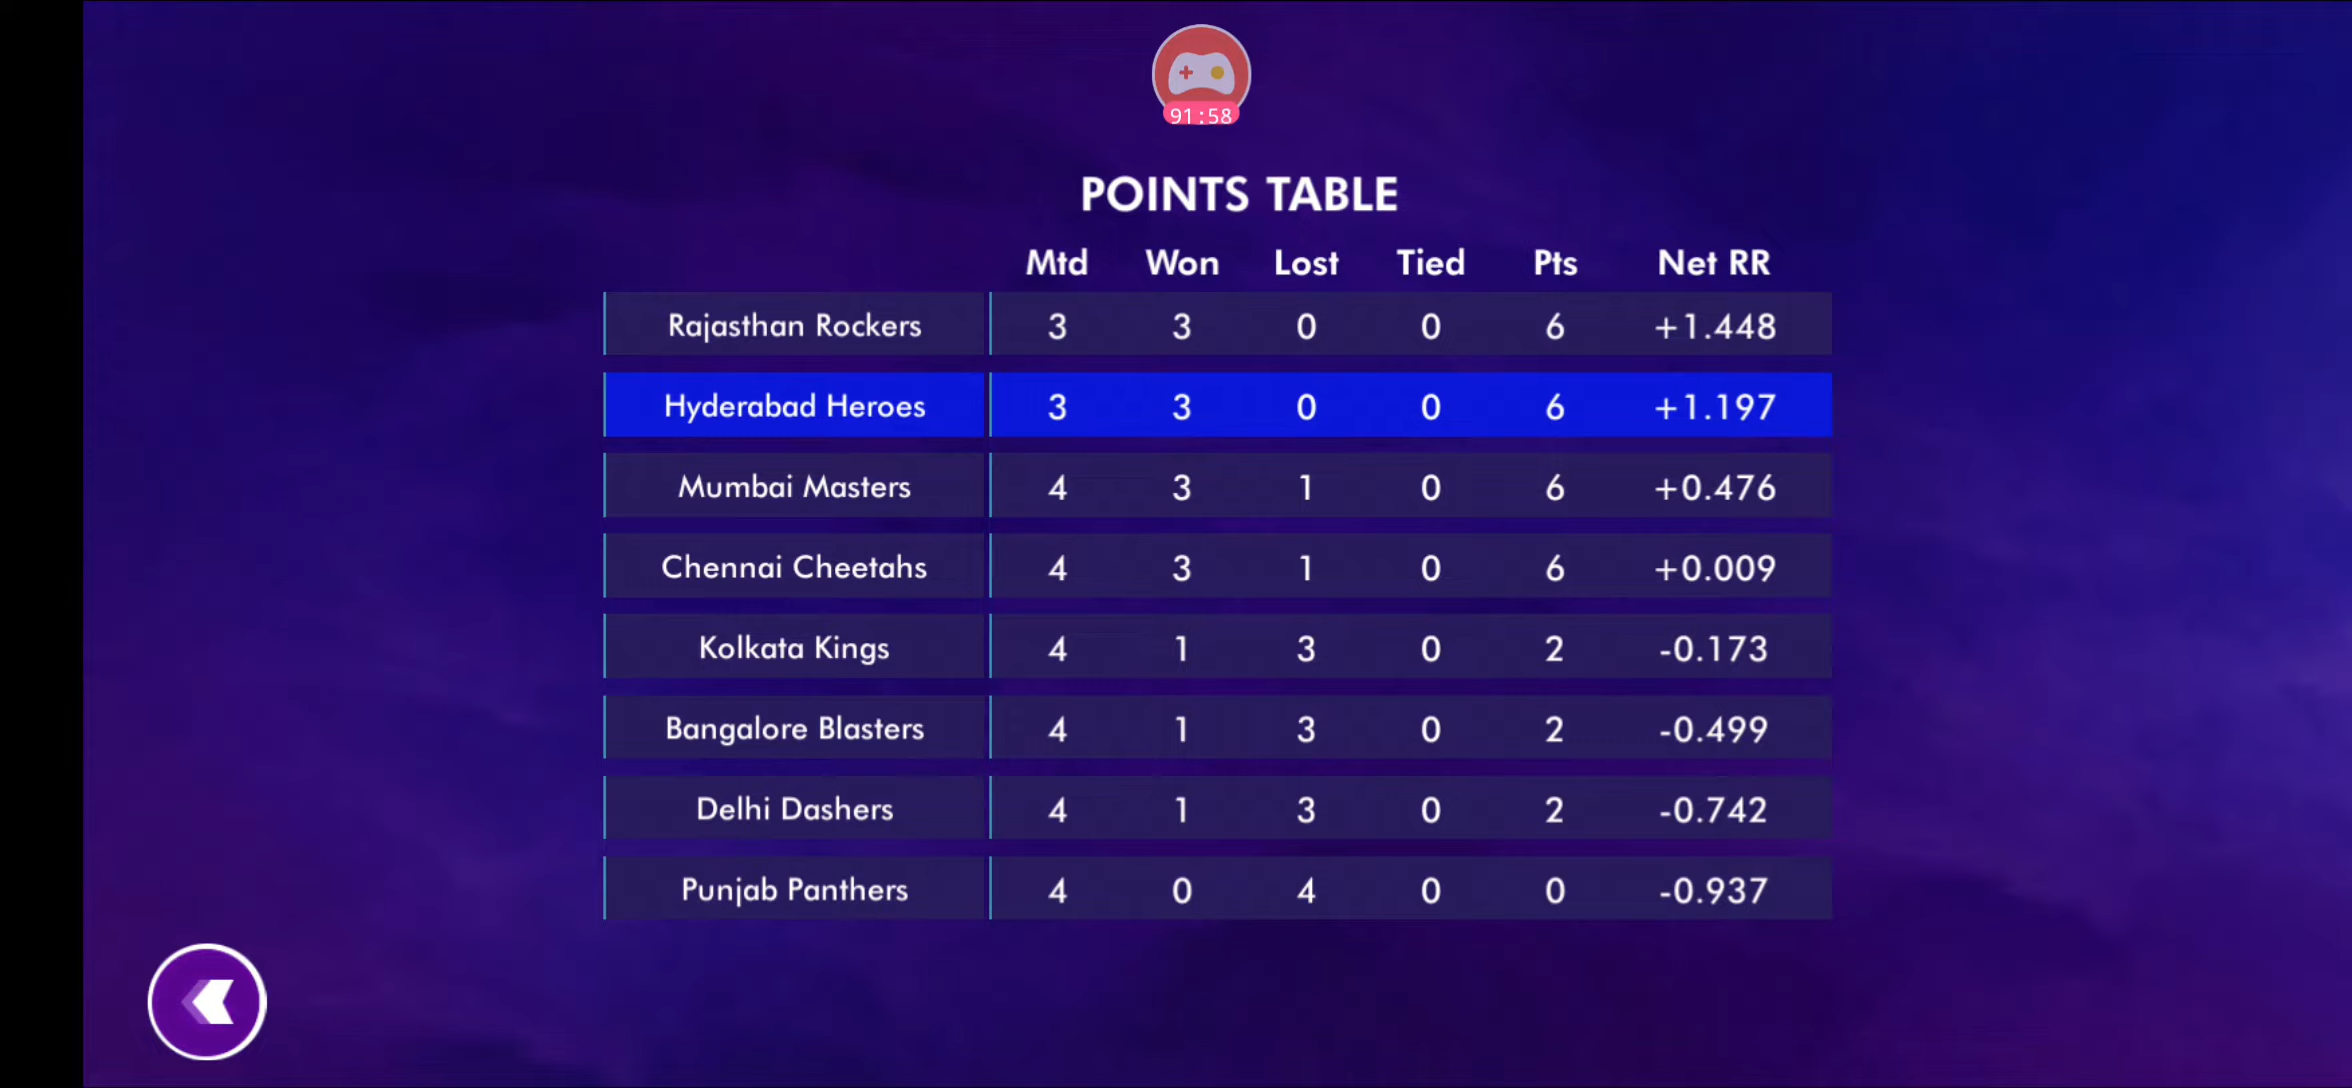 91:58
POINTS TABLE
Mtd Won Lost Tied Pts Net RR
Rajasthan Rockers 3 3 0 0 6 +1.448
Hyderabad Heroes 3 3 0 0 6 +1.197
Mumbai Masters 4 3 1 0 6 +0.476
Chennai Cheetahs 4 3 1 0 6 +0.009
Kolkata Kings 4 1 3 0 2 -0.173
Bangalore Blasters 4 1 3 0 2 -0.499
Delhi Dashers 4 1 3 0 2 -0.742
Punjab Panthers 4 0 4 0 0 -0.937